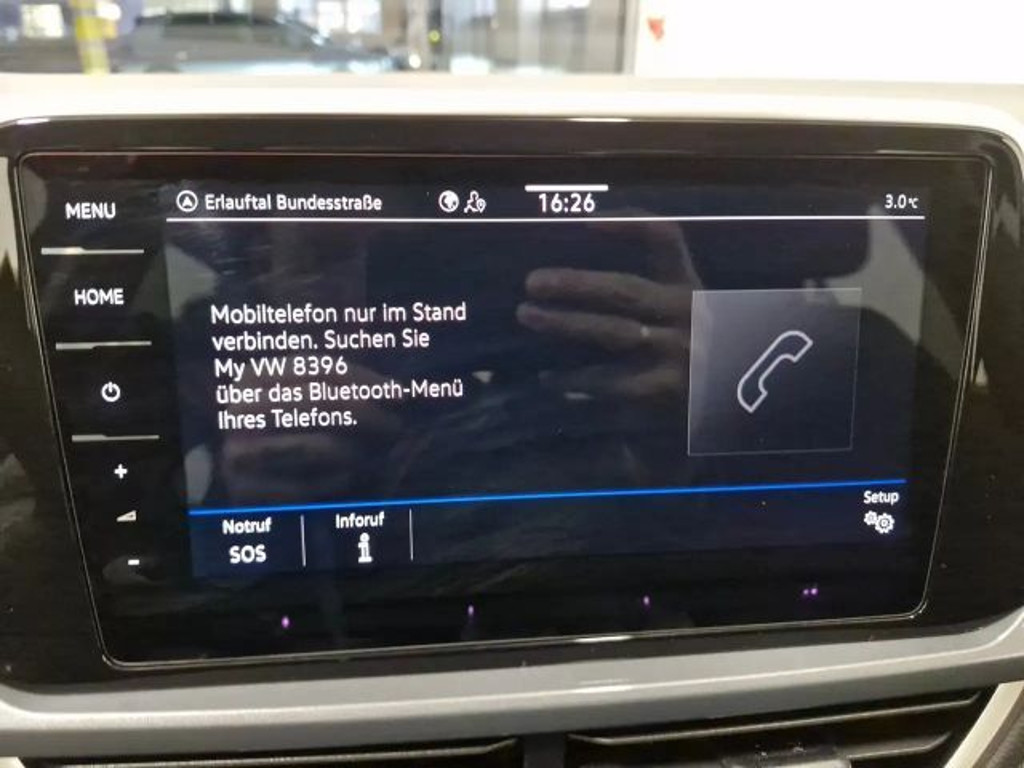 MENU
Erlauftal Bundesstraße
16:26
3.0°C
HOME
Mobiltelefon nur im Stand
verbinden. Suchen Sie
My VW 8396
über das Bluetooth-Menü
Ihres Telefons.
+
-
Notruf
SOS
Inforuf
i
Setup